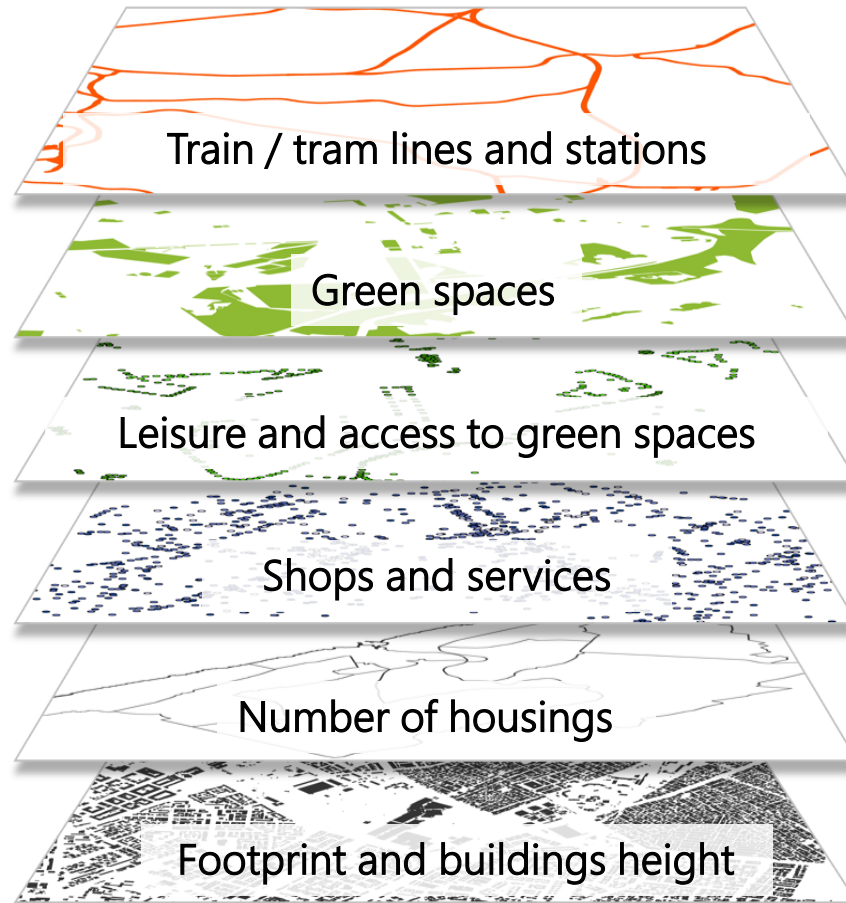 Train / tram lines and stations
Green spaces
Leisure and access to green spaces
Shops and services
Number of housings
Footprint and buildings height